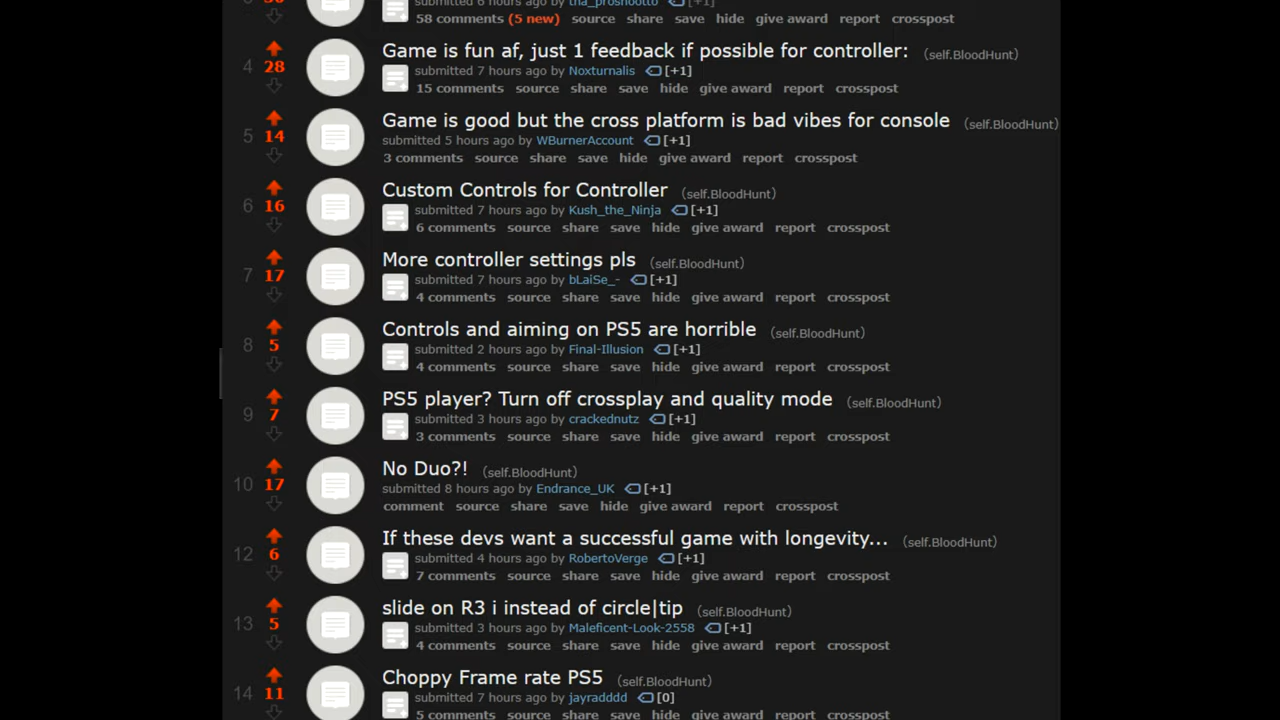 submitted 6 hours ago by tha_proshootto [+1]
58 comments (5 new) source share save hide give award report crosspost
4 28 Game is fun af, just 1 feedback if possible for controller: (self.BloodHunt)
submitted 7 hours ago by Noxturnalis [+1]
15 comments source share save hide give award report crosspost
5 14 Game is good but the cross platform is bad vibes for console (self.BloodHunt)
submitted 5 hours ago by WBurnerAccount [+1]
3 comments source share save hide give award report crosspost
6 16 Custom Controls for Controller (self.BloodHunt)
submitted 7 hours ago by Kush_the_Ninja [+1]
6 comments source share save hide give award report crosspost
7 17 More controller settings pls (self.BloodHunt)
submitted 7 hours ago by bLaiSe_- [+1]
4 comments source share save hide give award report crosspost
8 5 Controls and aiming on PS5 are horrible (self.BloodHunt)
submitted 2 hours ago by Final-Illusion [+1]
4 comments source share save hide give award report crosspost
9 7 PS5 player? Turn off crossplay and quality mode (self.BloodHunt)
submitted 3 hours ago by crackednutz [+1]
3 comments source share save hide give award report crosspost
10 17 No Duo?! (self.BloodHunt)
submitted 8 hours ago by Endrance_UK [+1]
comment source share save hide give award report crosspost
12 6 If these devs want a successful game with longevity... (self.BloodHunt)
submitted 4 hours ago by RobertoVerge [+1]
7 comments source share save hide give award report crosspost
13 5 slide on R3 i instead of circle|tip (self.BloodHunt)
submitted 3 hours ago by Maleficent-Look-2558 [+1]
4 comments source share save hide give award report crosspost
14 11 Choppy Frame rate PS5 (self.BloodHunt)
submitted 7 hours ago by jayradddd [0]
5 comments source share save hide give award report crosspost